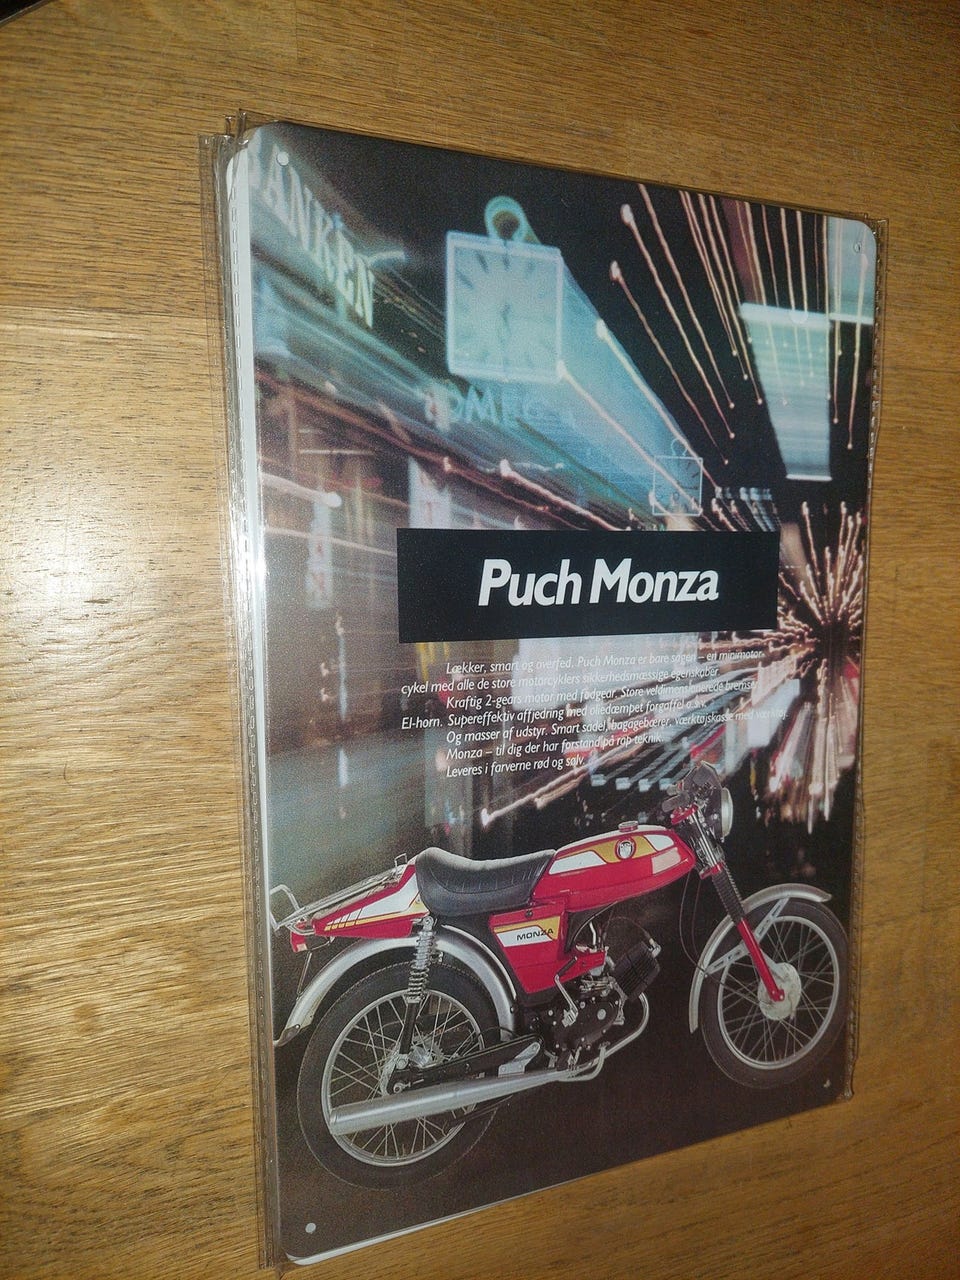 BANKEN
OMEGA
Puch Monza
Lækker, smart og overfed. Puch Monza er bare sagen – en minimotor-
cykel med alle de store motorcyklers sikkerhedsmæssige egenskaber.
Kraftig 2-gears motor med fodgear. Store veldimensionerede bremser.
El-horn. Supereffektiv affjedring med oliedæmpet forgaffel o.s.v.
Og masser af udstyr. Smart sadel, bagagebærer, værktøjskasse med værktøj.
Monza – til dig der har forstand på rap teknik.
Leveres i farverne rød og sølv.
MONZA